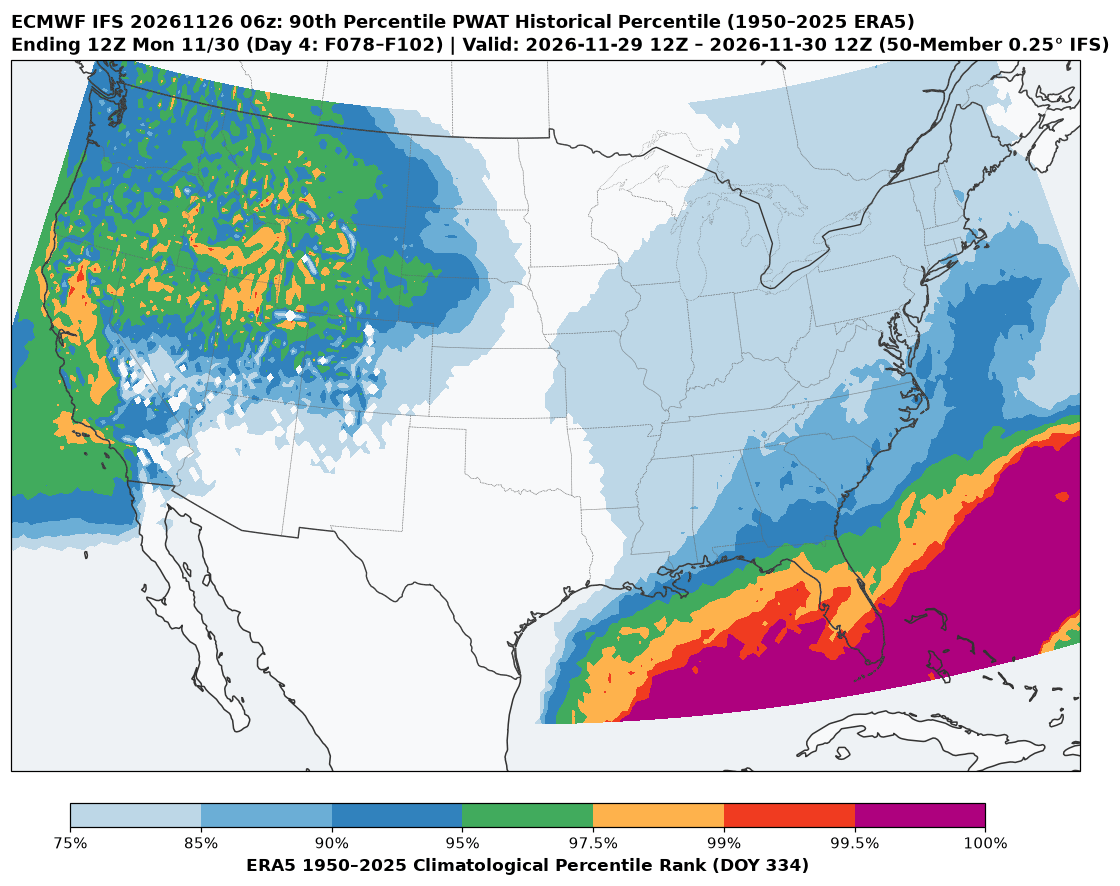 ECMWF IFS 20261126 06z: 90th Percentile PWAT Historical Percentile (1950–2025 ERA5)
Ending 12Z Mon 11/30 (Day 4: F078–F102) | Valid: 2026-11-29 12Z – 2026-11-30 12Z (50-Member 0.25° IFS)
75% 85% 90% 95% 97.5% 99% 99.5% 100%
ERA5 1950–2025 Climatological Percentile Rank (DOY 334)